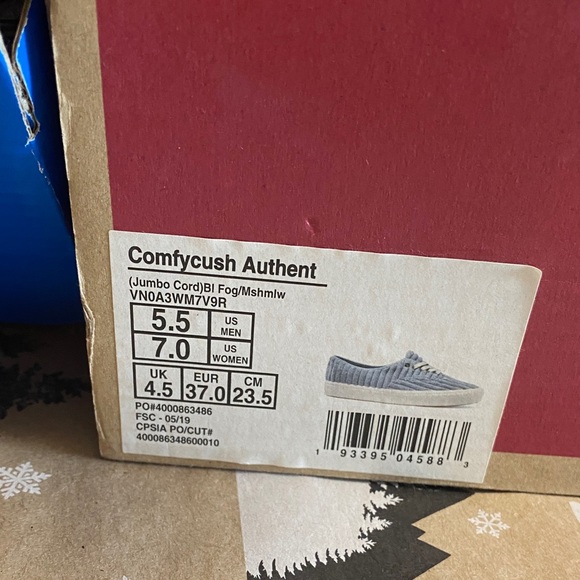 Comfycush Authent
(Jumbo Cord)Bl Fog/Mshmlw
VN0A3WM7V9R
5.5 US MEN
7.0 US WOMEN
UK EUR CM
4.5 37.0 23.5
PO#4000863486
FSC - 05/19
CPSIA PO/CUT#
400086348600010
1 93395 04588 3